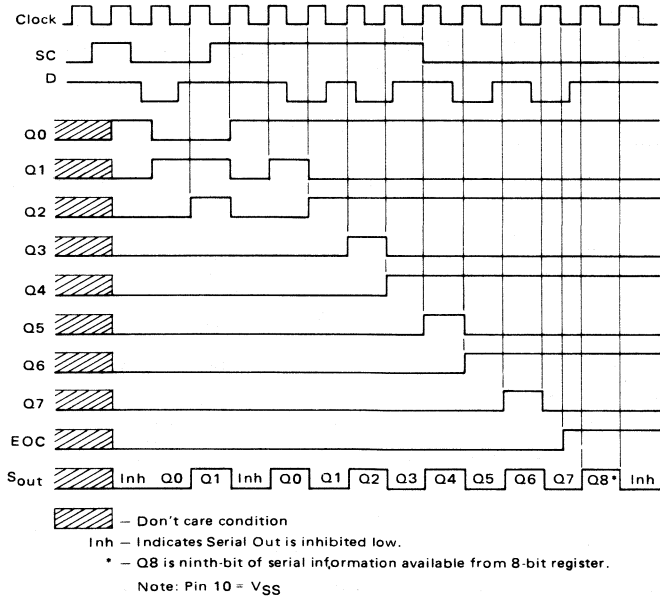 Clock
SC
D
Q0
Q1
Q2
Q3
Q4
Q5
Q6
Q7
EOC
Sout Inh Q0 Q1 Inh Q0 Q1 Q2 Q3 Q4 Q5 Q6 Q7 Q8* Inh
– Don't care condition
Inh – Indicates Serial Out is inhibited low.
* – Q8 is ninth-bit of serial information available from 8-bit register.
Note: Pin 10 = VSS